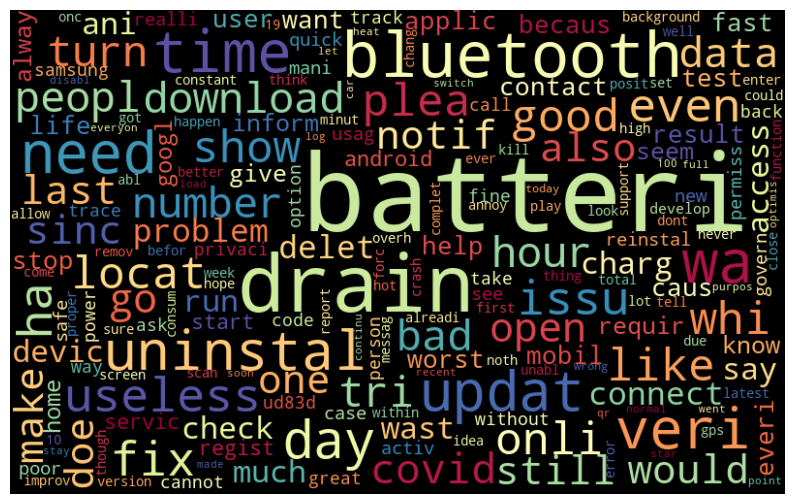 onc ani user want track applic becaus background well fast
alway realli 19 let heat chang
turn time quick bluetooth data
samsung disabl constant think mani car switch contact posit set test enter
peopl download plea good even could back
life everyon got happen inform minut usag notif call high result
googl show log android also seem access
need abl trace better load give option ever kill 100 full function
last number batteri fine annoy today play support look new permiss
allow optimis
sinc problem delet complet develop dont close
stop remov befor privaci overh help hour reinstal never govern
come week hope forc hot crash take charg caus total tell purpos
ha locat go run drain see thing lot wa
safe proper power consum start code report first issu whi
device ask sure alreadi open requir due
devic uninstal person messag bad worst noth mobil know
way screen continu unabl wrong like say
make home useless scan soon one tri recent updat connect latest
servic ud83d case within without qr normal went gps every
doe 10 stay though check wast idea onli error veri
poor fix regist day activ covid still would star
improv version cannot made much great point